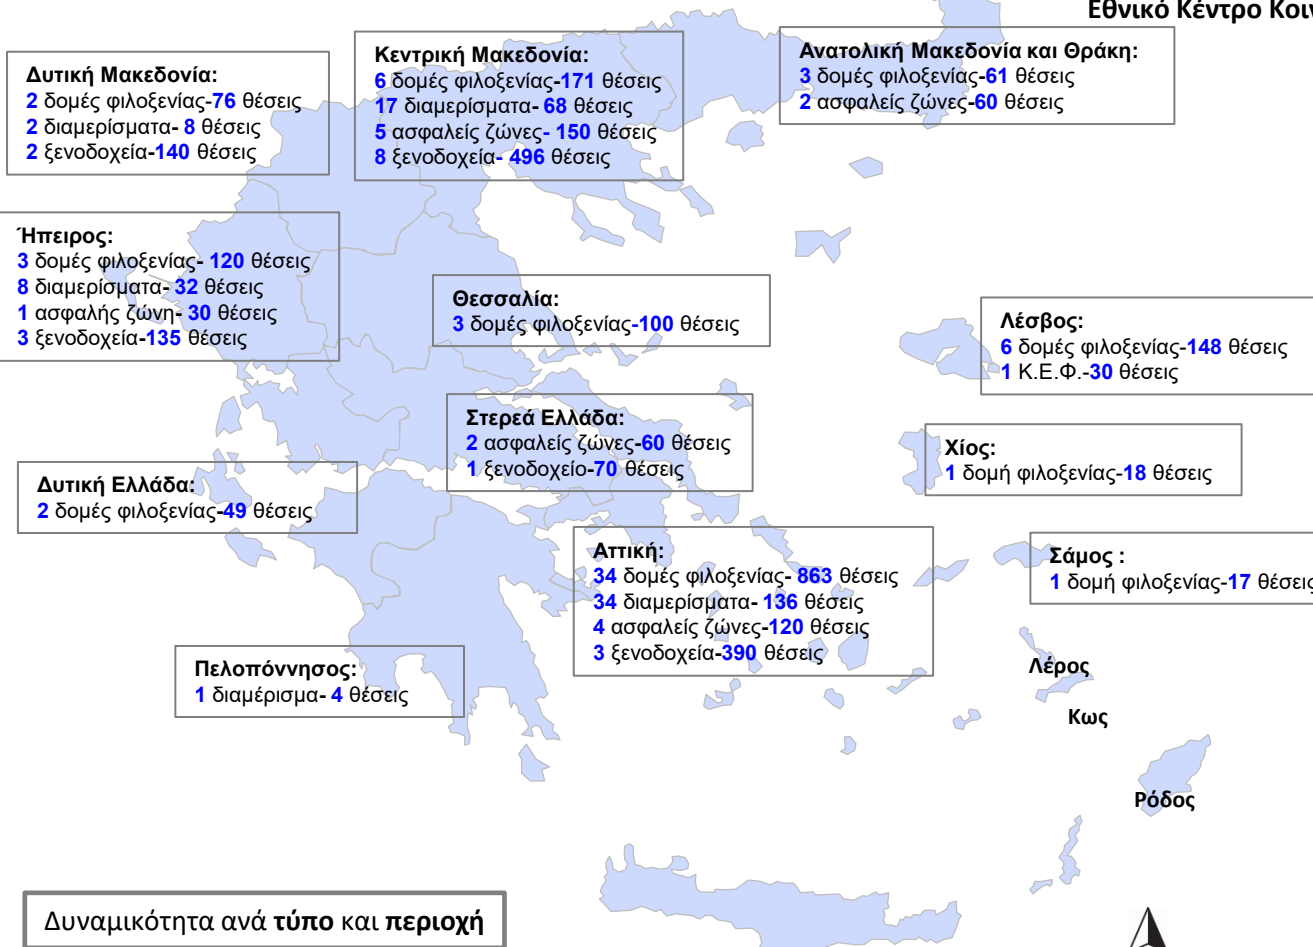 Εθνικό Κέντρο
Δυτική Μακεδονία:
2 δομές φιλοξενίας-76 θέσεις
2 διαμερίσματα- 8 θέσεις
2 ξενοδοχεία-140 θέσεις
Κεντρική Μακεδονία:
6 δομές φιλοξενίας-171 θέσεις
17 διαμερίσματα- 68 θέσεις
5 ασφαλείς ζώνες- 150 θέσεις
8 ξενοδοχεία- 496 θέσεις
Ανατολική Μακεδονία και Θράκη:
3 δομές φιλοξενίας-61 θέσεις
2 ασφαλείς ζώνες-60 θέσεις
Ήπειρος:
3 δομές φιλοξενίας- 120 θέσεις
8 διαμερίσματα- 32 θέσεις
1 ασφαλής ζώνη- 30 θέσεις
3 ξενοδοχεία-135 θέσεις
Θεσσαλία:
3 δομές φιλοξενίας-100 θέσεις
Λέσβος:
6 δομές φιλοξενίας-148 θέσεις
1 Κ.Ε.Φ.-30 θέσεις
Στερεά Ελλάδα:
2 ασφαλείς ζώνες-60 θέσεις
1 ξενοδοχείο-70 θέσεις
Χίος:
1 δομή φιλοξενίας-18 θέσεις
Δυτική Ελλάδα:
2 δομές φιλοξενίας-49 θέσεις
Αττική:
34 δομές φιλοξενίας- 863 θέσεις
34 διαμερίσματα- 136 θέσεις
4 ασφαλείς ζώνες-120 θέσεις
3 ξενοδοχεία-390 θέσεις
Σάμος :
1 δομή φιλοξενίας-17 θέσεις
Πελοπόννησος:
1 διαμέρισμα- 4 θέσεις
Λέρος
Κως
Ρόδος
Δυναμικότητα ανά τύπο και περιοχή